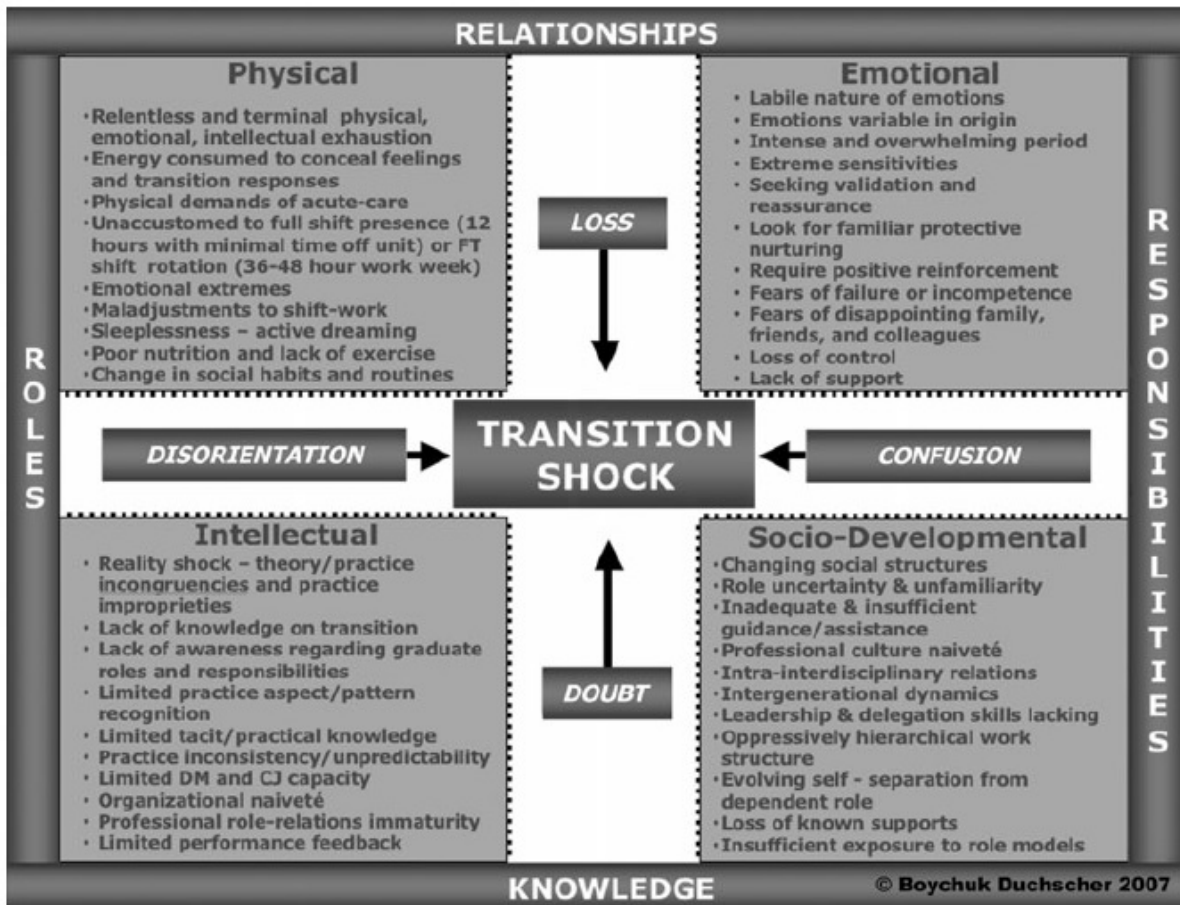 RELATIONSHIPS
Physical
• Relentless and terminal physical,
emotional, intellectual exhaustion
• Energy consumed to conceal feelings
and transition responses
• Physical demands of acute-care
• Unaccustomed to full shift presence (12
hours with minimal time off unit) or FT
shift rotation (36-48 hour work week)
• Emotional extremes
• Maladjustments to shift-work
• Sleeplessness – active dreaming
• Poor nutrition and lack of exercise
• Change in social habits and routines
Emotional
• Labile nature of emotions
• Emotions variable in origin
• Intense and overwhelming period
• Extreme sensitivities
• Seeking validation and
reassurance
• Look for familiar protective
nurturing
• Require positive reinforcement
• Fears of failure or incompetence
• Fears of disappointing family,
friends, and colleagues
• Loss of control
• Lack of support
LOSS
ROLES
RESPONSIBILITIES
DISORIENTATION
TRANSITION
SHOCK
CONFUSION
Intellectual
• Reality shock – theory/practice
incongruencies and practice
improprieties
• Lack of knowledge on transition
• Lack of awareness regarding graduate
roles and responsibilities
• Limited practice aspect/pattern
recognition
• Limited tacit/practical knowledge
• Practice inconsistency/unpredictability
• Limited DM and CJ capacity
• Organizational naiveté
• Professional role-relations immaturity
• Limited performance feedback
DOUBT
Socio-Developmental
• Changing social structures
• Role uncertainty & unfamiliarity
• Inadequate & insufficient
guidance/assistance
• Professional culture naiveté
• Intra-interdisciplinary relations
• Intergenerational dynamics
• Leadership & delegation skills lacking
• Oppressively hierarchical work
structure
• Evolving self - separation from
dependent role
• Loss of known supports
• Insufficient exposure to role models
KNOWLEDGE
© Boychuk Duchscher 2007